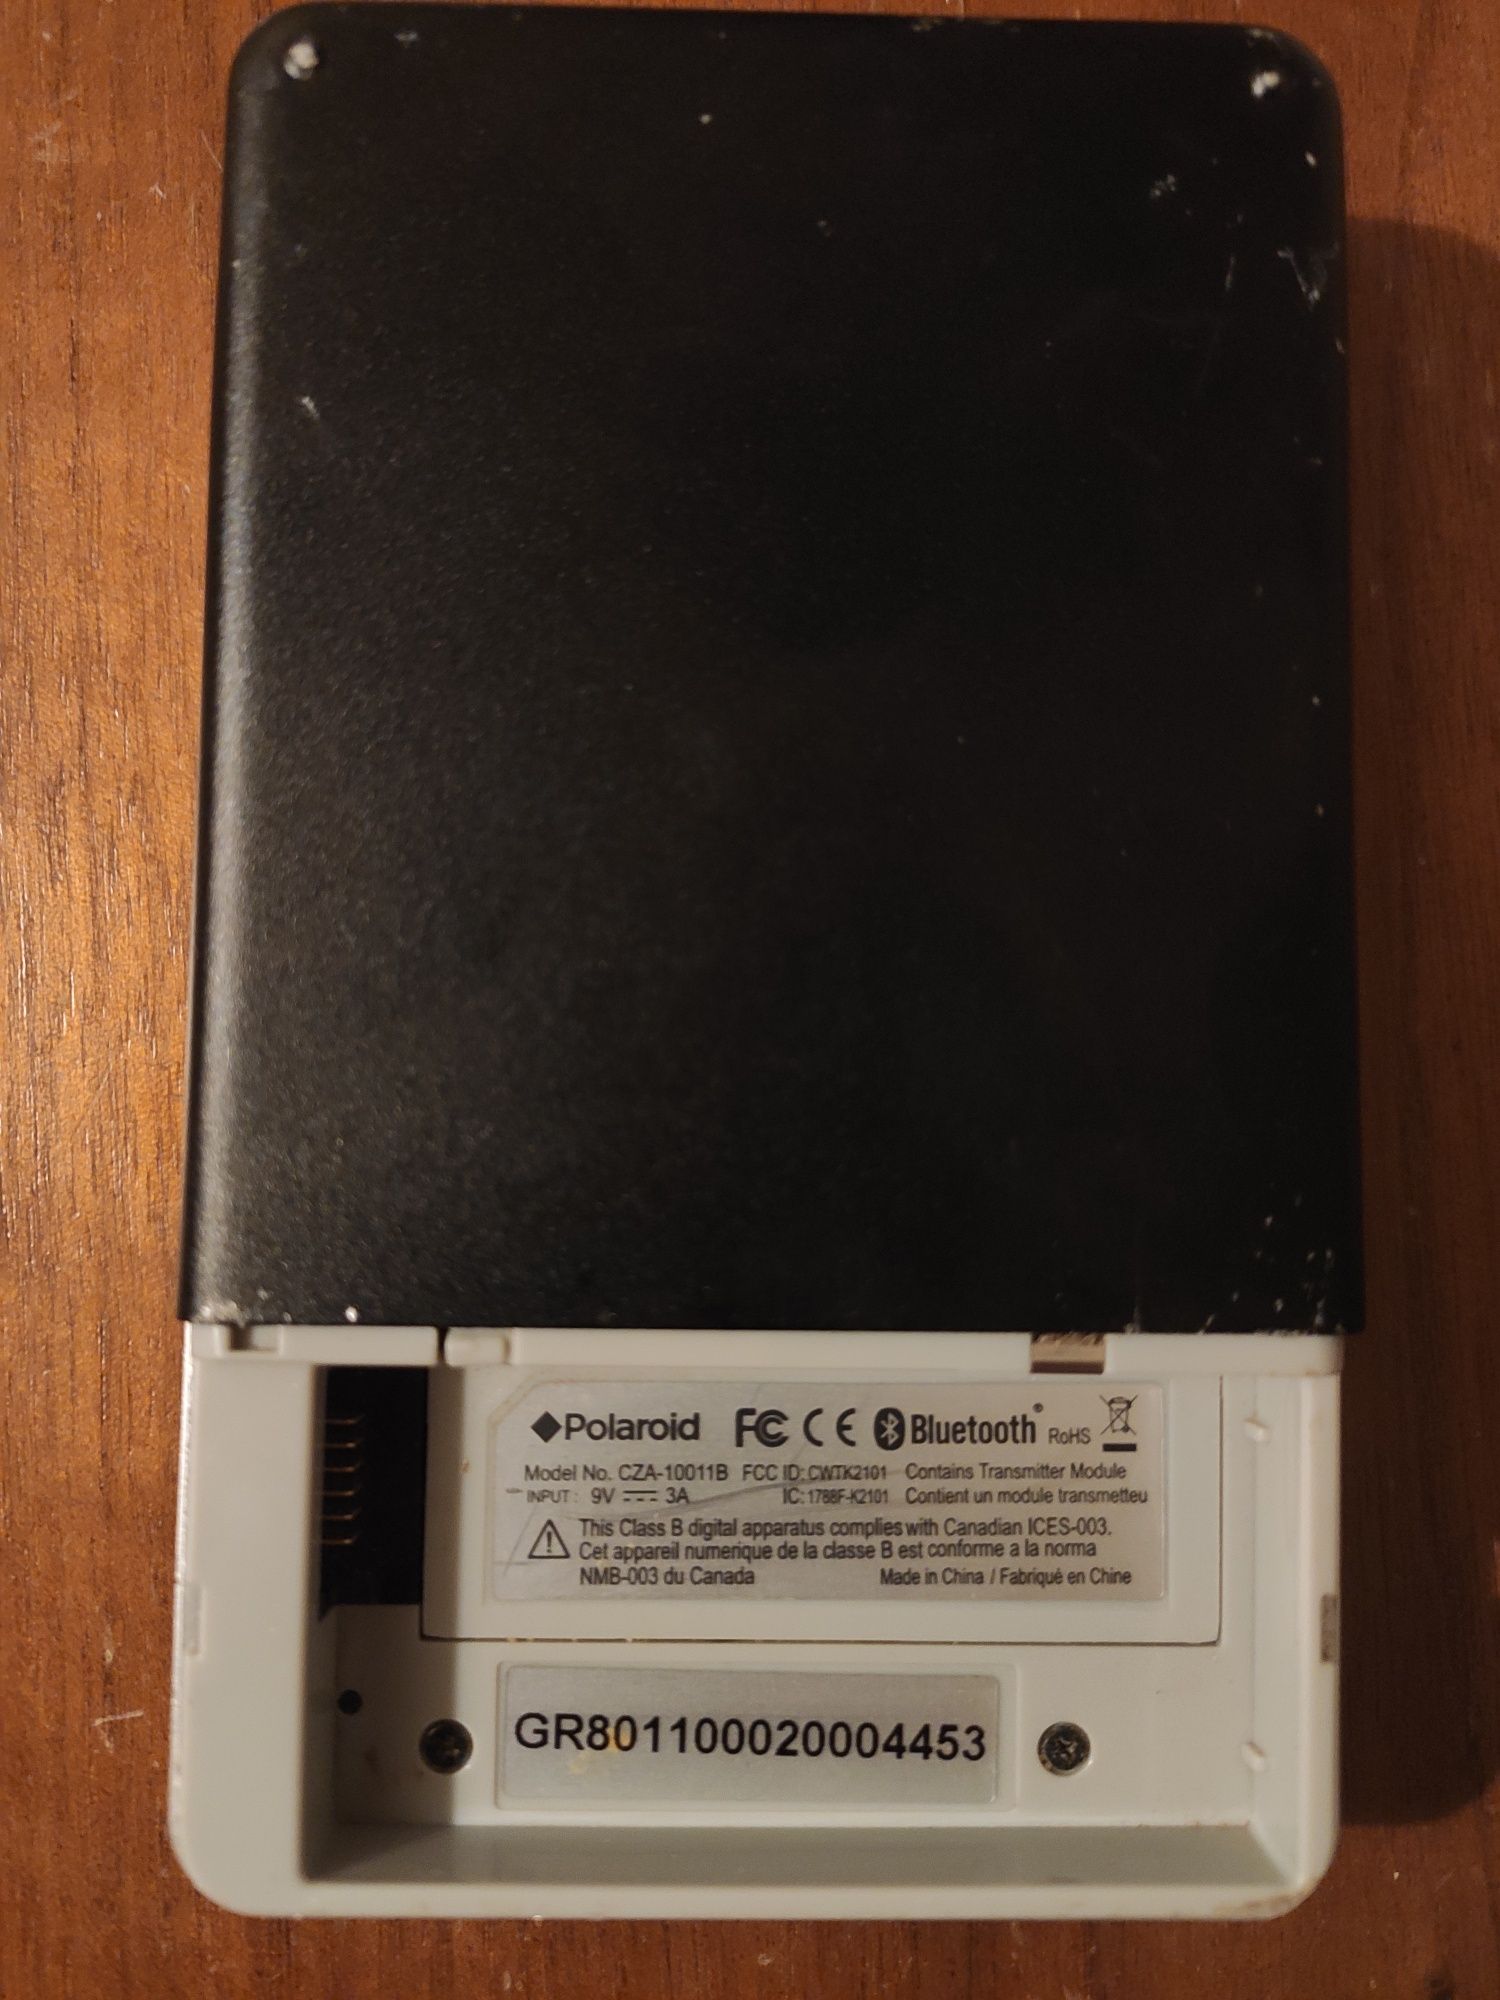 Polaroid FC CE Bluetooth® RoHS
Model No. CZA-10011B FCC ID: CWTK2101 Contains Transmitter Module
INPUT : 9V 3A IC: 1788F-K2101 Contient un module transmetteu
This Class B digital apparatus complies with Canadian ICES-003.
Cet appareil numerique de la classe B est conforme a la norma
NMB-003 du Canada Made in China / Fabriqué en Chine
GR801100020004453